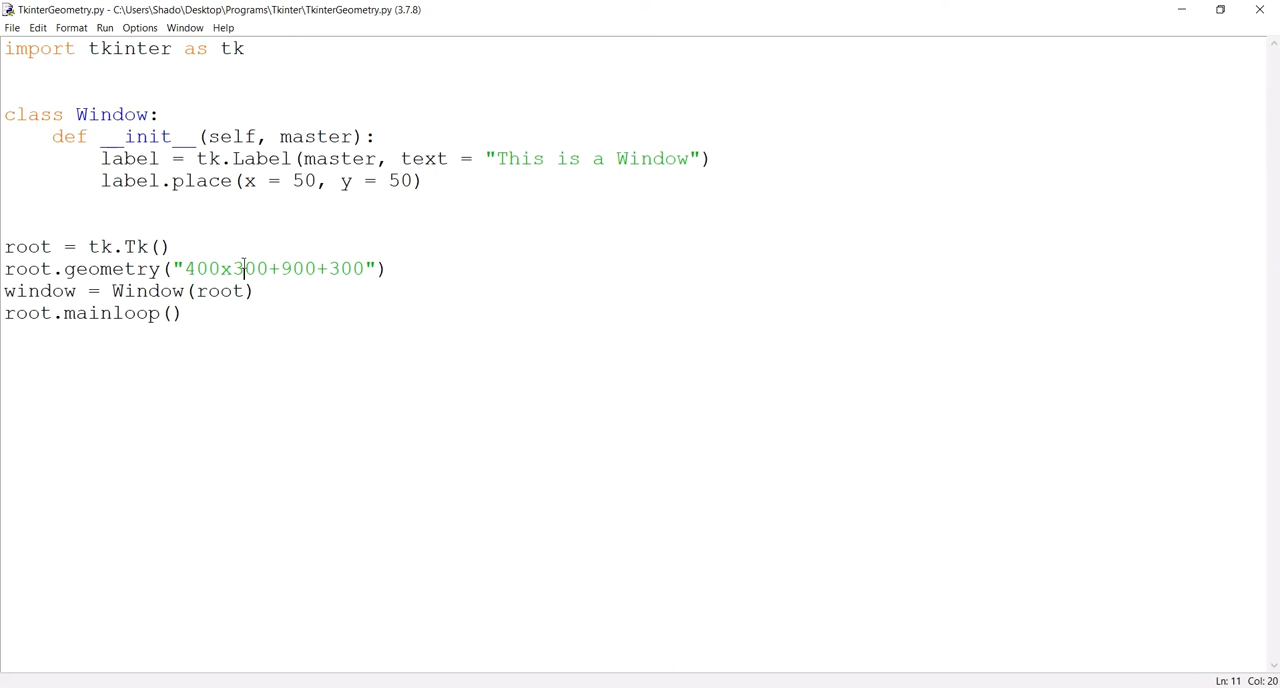 TkinterGeometry.py - C:\Users\Shado\Desktop\Programs\Tkinter\TkinterGeometry.py (3.7.8)
File Edit Format Run Options Window Help
import tkinter as tk
class Window:
    def __init__(self, master):
        label = tk.Label(master, text = "This is a Window")
        label.place(x = 50, y = 50)
root = tk.Tk()
root.geometry("400x300+900+300")
window = Window(root)
root.mainloop()
Ln: 11 Col: 20